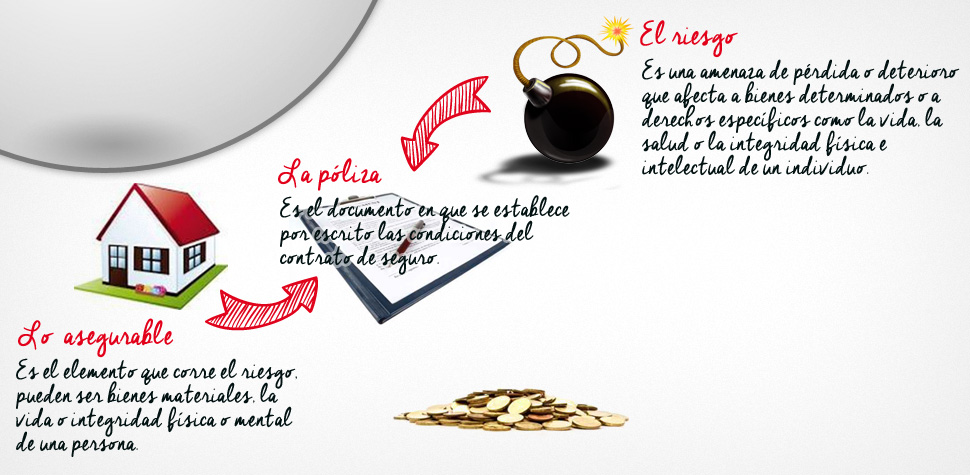 El riesgo
Es una amenaza de pérdida o deterioro
que afecta a bienes determinados o a
derechos específicos como la vida, la
salud o la integridad física e
intelectual de un individuo.
La póliza
Es el documento en que se establece
por escrito las condiciones del
contrato de seguro.
Lo asegurable
Es el elemento que corre el riesgo,
pueden ser bienes materiales, la
vida o integridad física o mental
de una persona.